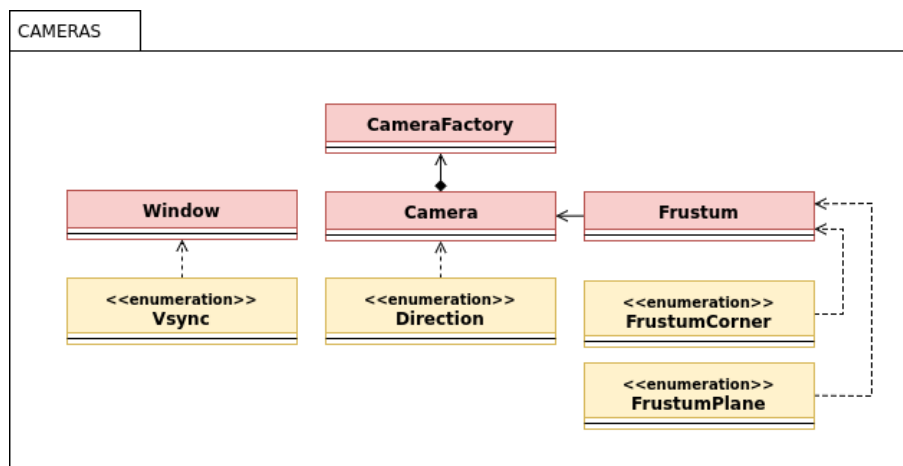 CAMERAS
CameraFactory
Window
Camera
Frustum
<<enumeration>>
Vsync
<<enumeration>>
Direction
<<enumeration>>
FrustumCorner
<<enumeration>>
FrustumPlane